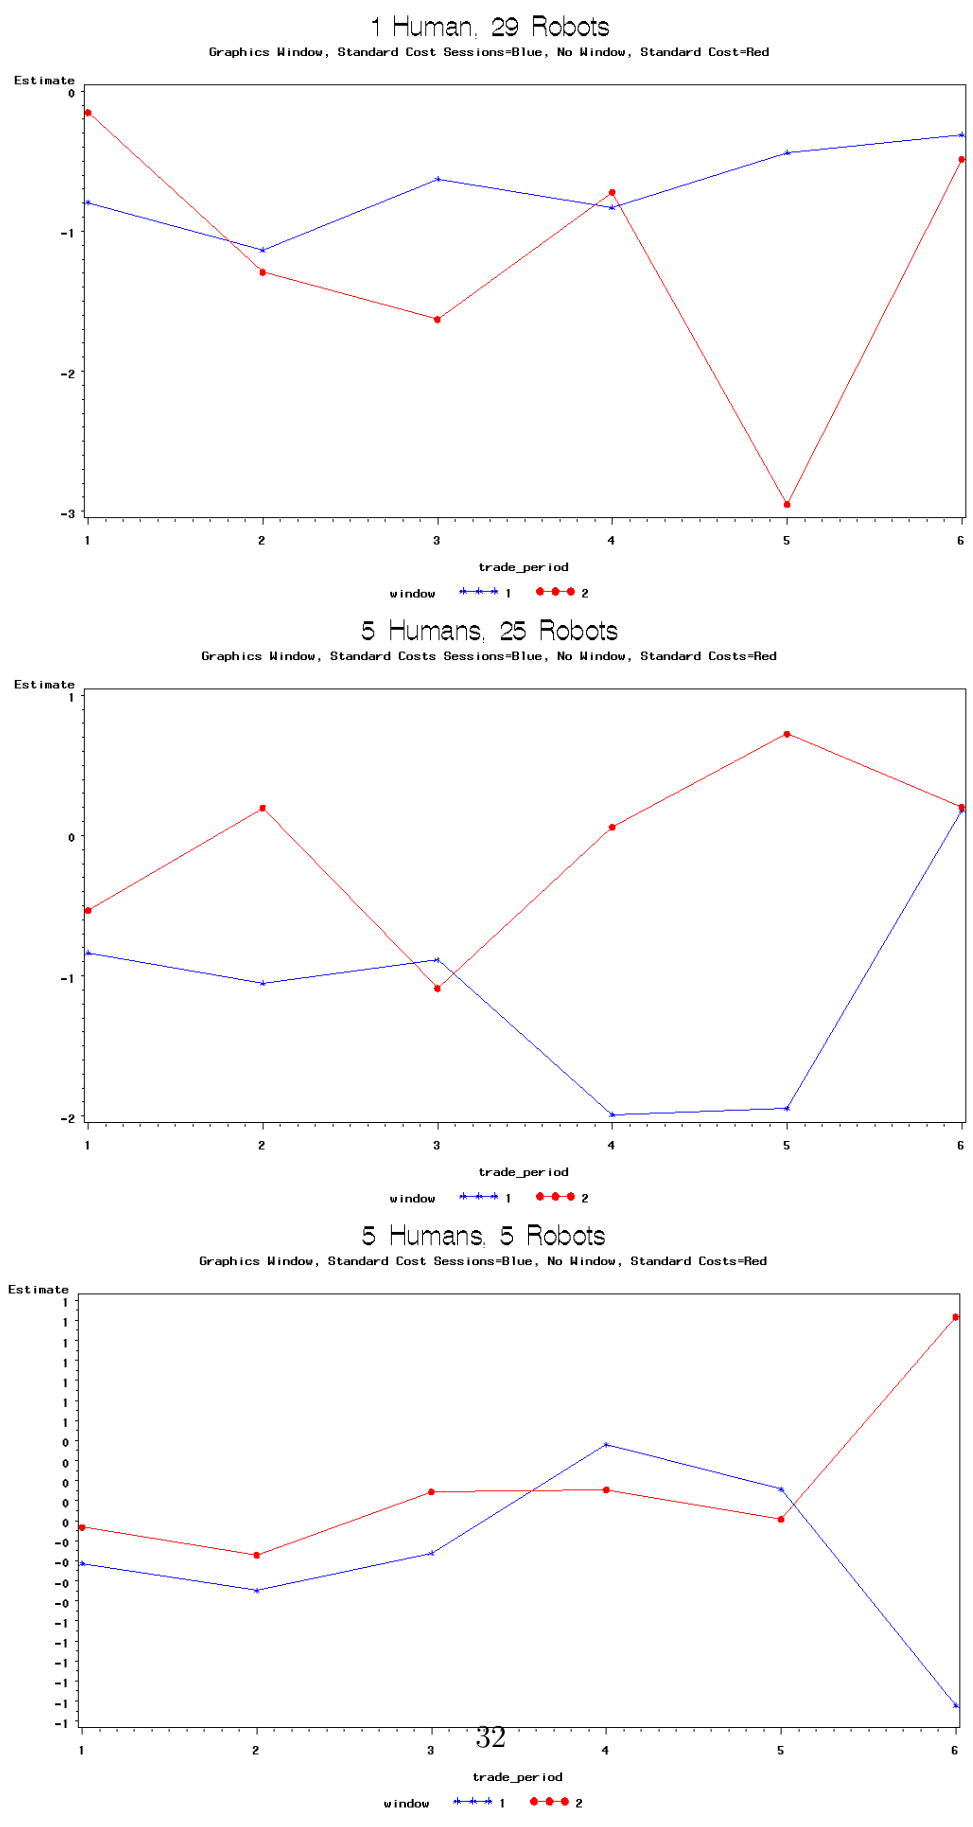 1 Human, 29 Robots
Graphics Window, Standard Cost Sessions=Blue, No Window, Standard Cost=Red
Estimate
0
-1
-2
-3
1 2 3 4 5 6
trade_period
window 1 2
5 Humans, 25 Robots
Graphics Window, Standard Costs Sessions=Blue, No Window, Standard Costs=Red
Estimate
1
0
-1
-2
1 2 3 4 5 6
trade_period
window 1 2
5 Humans, 5 Robots
Graphics Window, Standard Cost Sessions=Blue, No Window, Standard Costs=Red
Estimate
1
1
1
1
1
1
1
0
0
0
0
0
-0
-0
-0
-0
-1
-1
-1
-1
-1
-1
32
1 2 3 4 5 6
trade_period
window 1 2